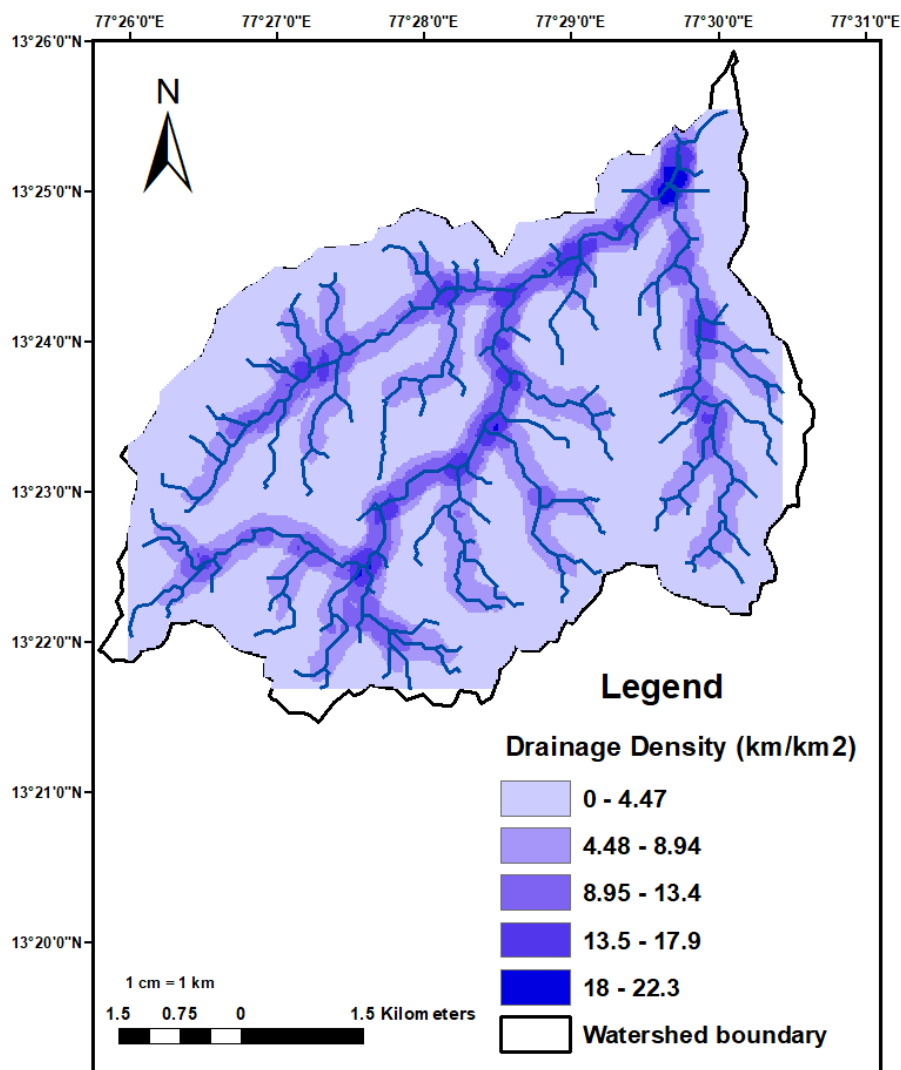 77°26'0"E 77°27'0"E 77°28'0"E 77°29'0"E 77°30'0"E 77°31'0"E
13°26'0"N
N
13°25'0"N
13°24'0"N
13°23'0"N
13°22'0"N
Legend
Drainage Density (km/km2)
13°21'0"N
0 - 4.47
4.48 - 8.94
8.95 - 13.4
13°20'0"N
13.5 - 17.9
1 cm = 1 km
18 - 22.3
1.5 0.75 0 1.5 Kilometers
Watershed boundary